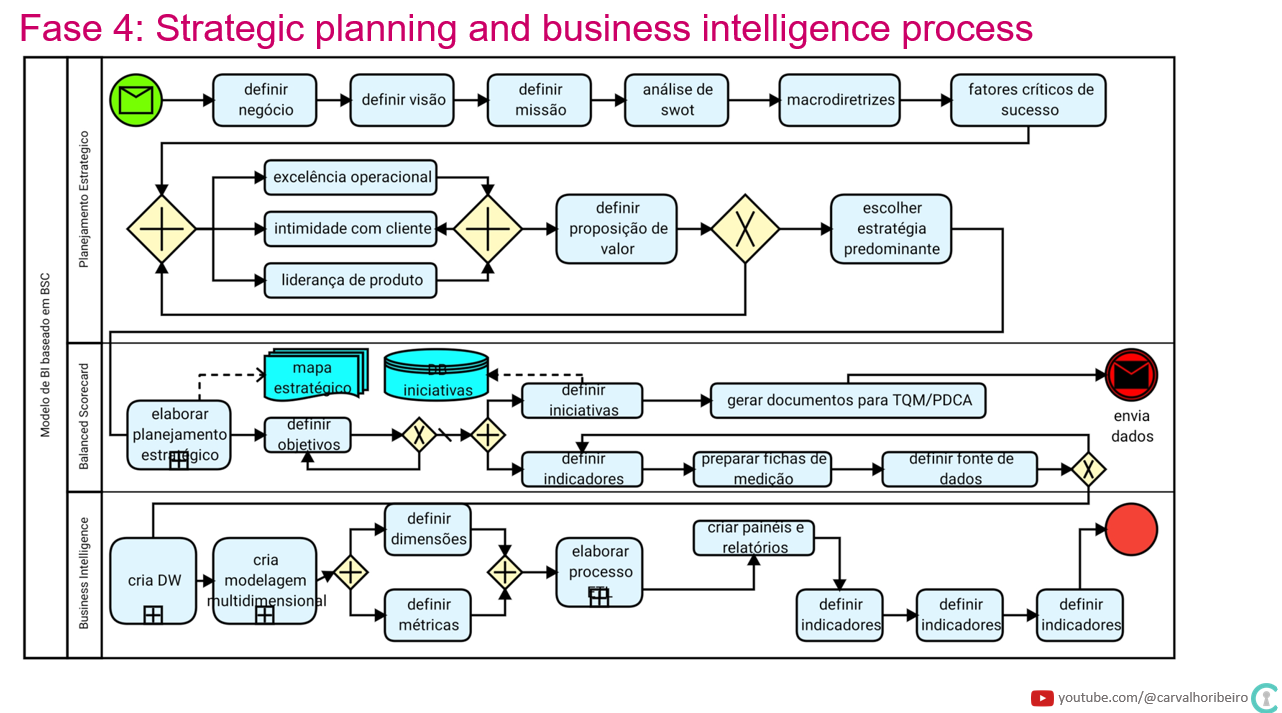 Fase 4: Strategic planning and business intelligence process
Modelo de BI baseado em BSC
Planejamento Estrategico
definir
negócio
definir visão
definir
missão
análise de
swot
macrodiretrizes
fatores críticos de
sucesso
excelência operacional
intimidade com cliente
liderança de produto
definir
proposição de
valor
escolher
estratégia
predominante
Balanced Scorecard
mapa
estratégico
DB
iniciativas
elaborar
planejamento
estratégico
definir
objetivos
definir
iniciativas
gerar documentos para TQM/PDCA
envia
dados
definir
indicadores
preparar fichas de
medição
definir fonte de
dados
Business Intelligence
cria DW
cria
modelagem
multidimensional
definir
dimensões
definir
métricas
elaborar
processo
criar painéis e
relatórios
definir
indicadores
definir
indicadores
definir
indicadores
youtube.com/@carvalhoribeiro